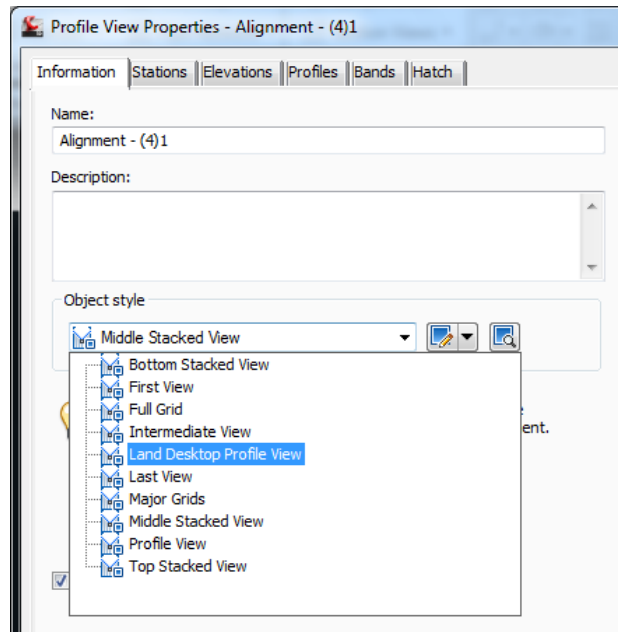 Profile View Properties - Alignment - (4)1
Information Stations Elevations Profiles Bands Hatch
Name:
Alignment - (4)1
Description:
Object style
Middle Stacked View
Bottom Stacked View
First View
Full Grid
Intermediate View
ent.
Land Desktop Profile View
Last View
Major Grids
Middle Stacked View
Profile View
Top Stacked View